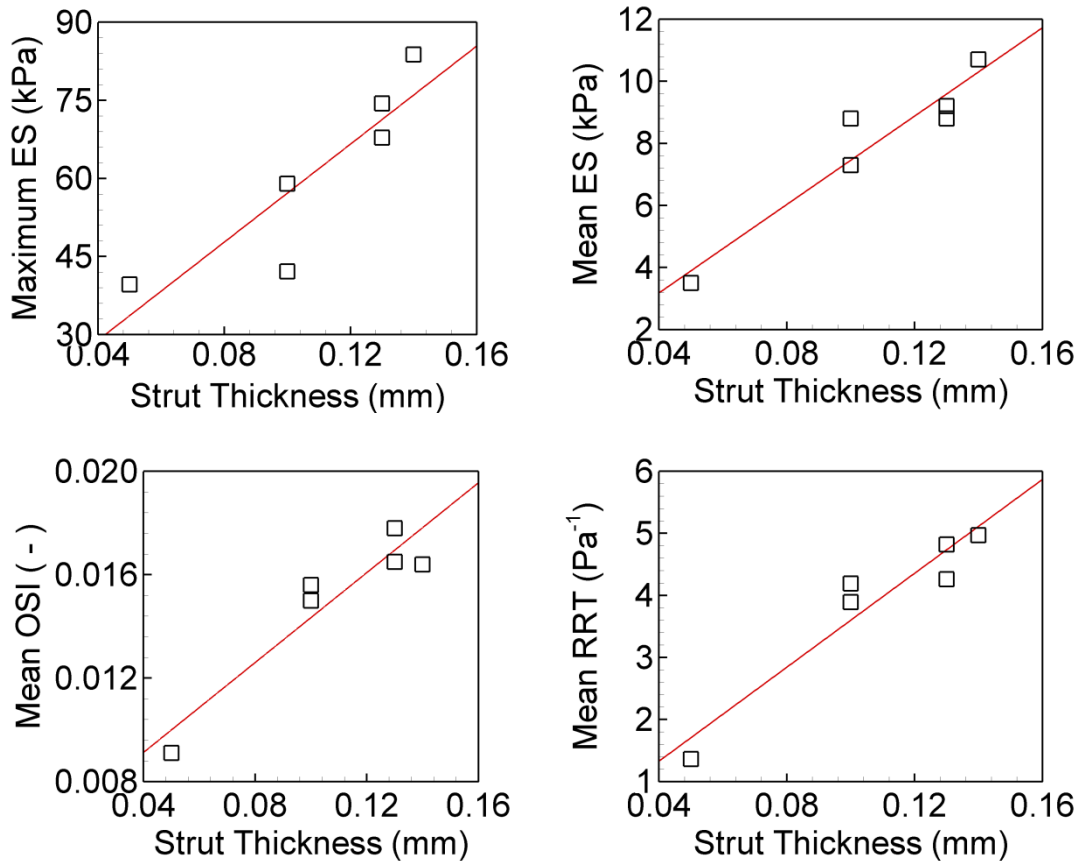 Maximum ES (kPa)
90
75
60
45
30
0.04 0.08 0.12 0.16
Strut Thickness (mm)
Mean ES (kPa)
12
10
8
6
4
2
0.04 0.08 0.12 0.16
Strut Thickness (mm)
Mean OSI ( - )
0.020
0.016
0.012
0.008
0.04 0.08 0.12 0.16
Strut Thickness (mm)
Mean RRT (Pa⁻¹)
6
5
4
3
2
1
0.04 0.08 0.12 0.16
Strut Thickness (mm)